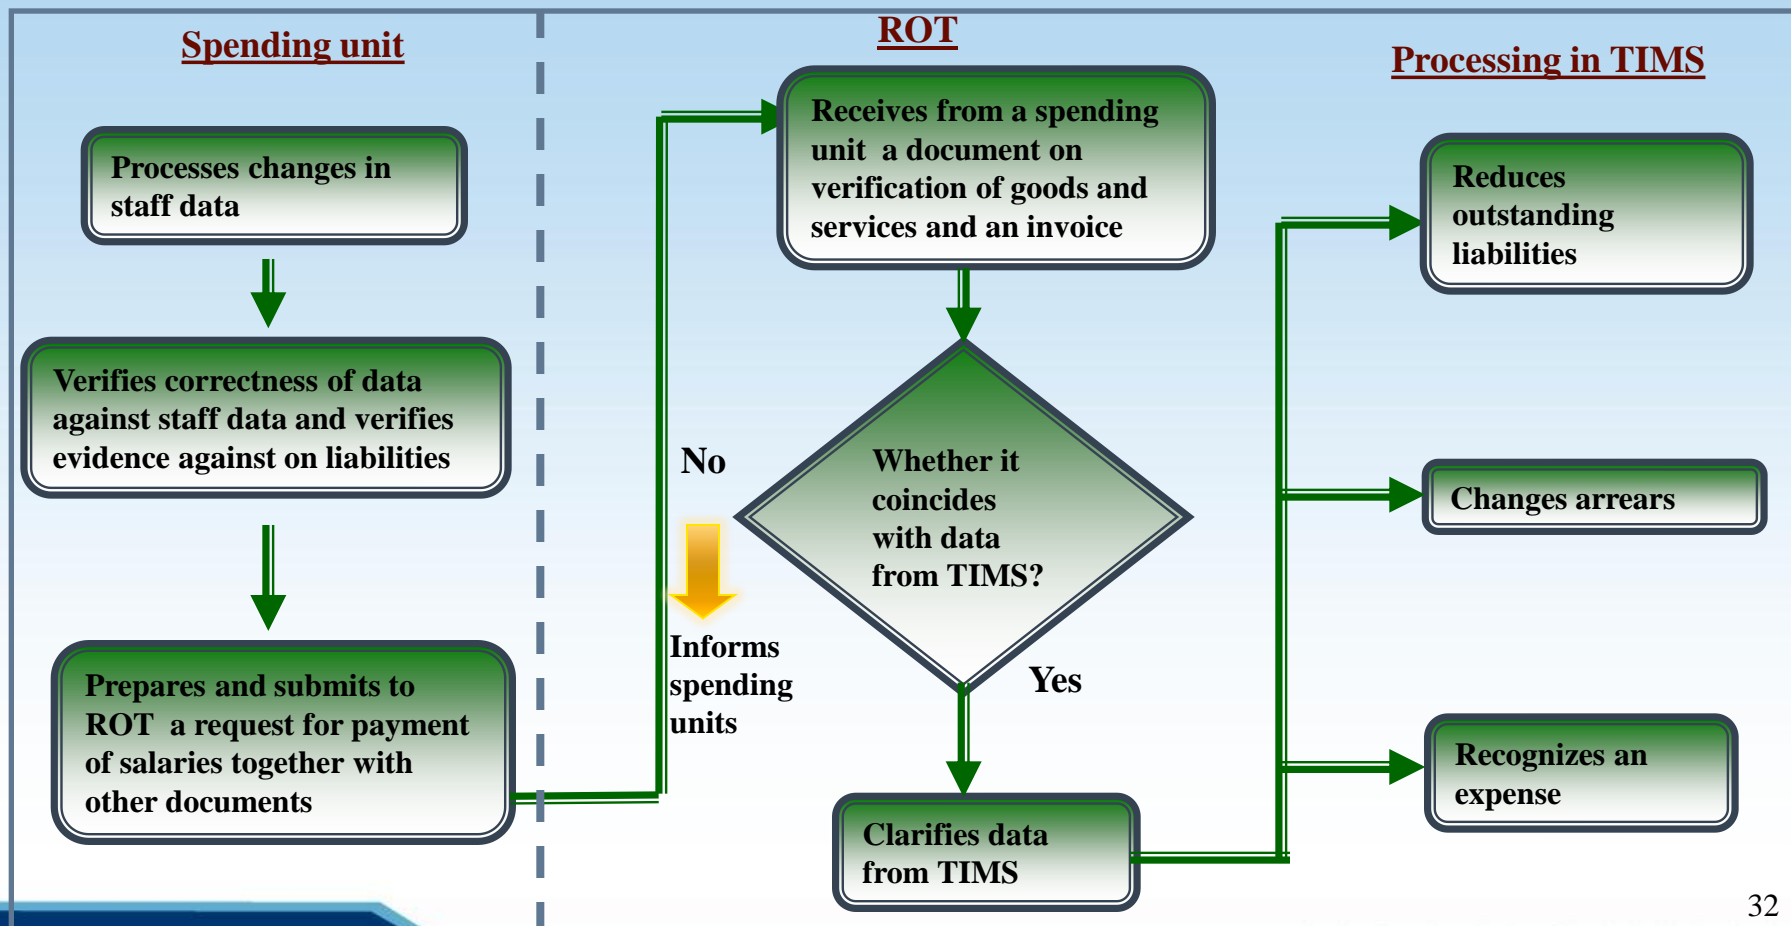 Spending unit
Processes changes in
staff data
Verifies correctness of data
against staff data and verifies
evidence against on liabilities
Prepares and submits to
ROT a request for payment
of salaries together with
other documents
ROT
Receives from a spending
unit a document on
verification of goods and
services and an invoice
No
Whether it
coincides
with data
from TIMS?
Informs
spending
units
Yes
Clarifies data
from TIMS
Processing in TIMS
Reduces
outstanding
liabilities
Changes arrears
Recognizes an
expense
32